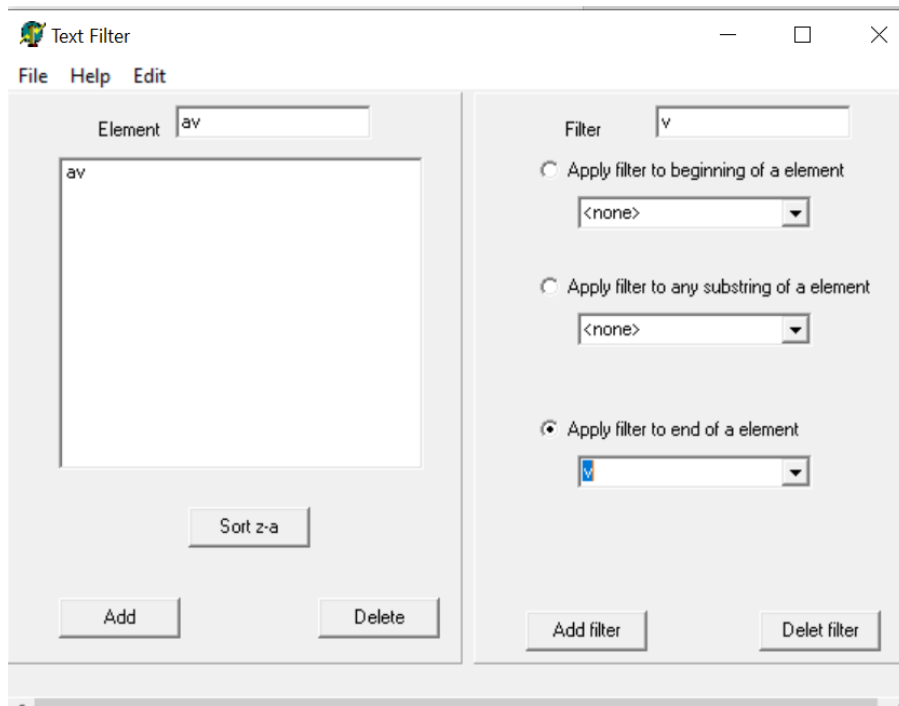 Text Filter
File Help Edit
Element av
av
Sort z-a
Add Delete
Filter v
Apply filter to beginning of a element
<none>
Apply filter to any substring of a element
<none>
Apply filter to end of a element
v
Add filter Delet filter